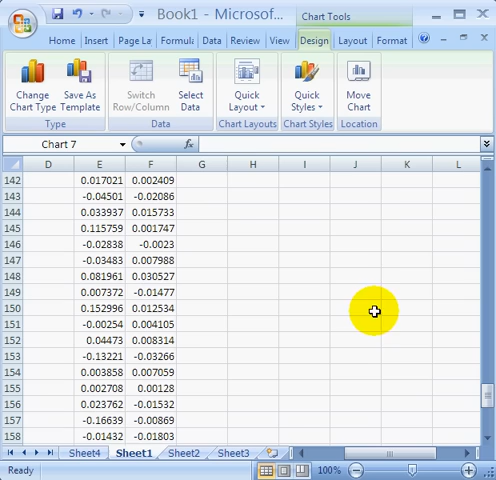 Book1 - Microsof...
Chart Tools
Home Insert Page La Formula Data Review View Design Layout Format
Change Chart Type
Save As Template
Switch Row/Column
Select Data
Quick Layout
Quick Styles
Move Chart
Type Data Chart Layouts Chart Styles Location
Chart 7 fx
D E F G H I J K L
142 0.017021 0.002409
143 -0.04501 -0.02086
144 0.033937 0.015733
145 0.115759 0.001747
146 -0.02838 -0.0023
147 -0.03483 0.007988
148 0.081961 0.030527
149 0.007372 -0.01477
150 0.152996 0.012534
151 -0.00254 0.004105
152 0.04473 0.008314
153 -0.13221 -0.03266
154 0.003858 0.007059
155 0.002708 0.00128
156 0.023762 -0.01532
157 -0.16639 -0.00869
158 -0.01432 -0.01803
Sheet4 Sheet1 Sheet2 Sheet3
Ready 100%